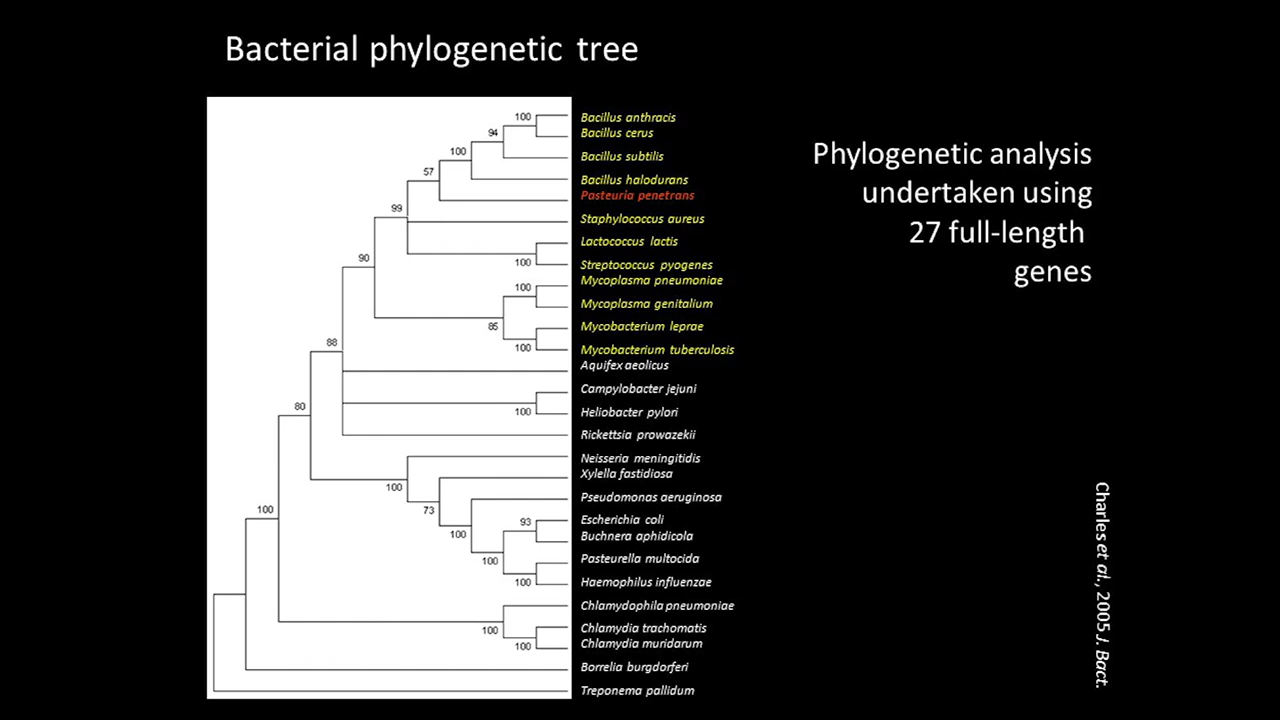 Bacterial phylogenetic tree
100
Bacillus anthracis
94
Bacillus cerus
100
Bacillus subtilis
57
Bacillus halodurans
Pasteuria penetrans
99
Staphylococcus aureus
Lactococcus lactis
90
100
Streptococcus pyogenes
100
Mycoplasma pneumoniae
Mycoplasma genitalium
85
Mycobacterium leprae
88
100
Mycobacterium tuberculosis
Aquifex aeolicus
Campylobacter jejuni
80
100
Heliobacter pylori
Rickettsia prowazekii
Neisseria meningitidis
100
Xylella fastidiosa
73
Pseudomonas aeruginosa
100
93
Escherichia coli
100
Buchnera aphidicola
100
Pasteurella multocida
100
Haemophilus influenzae
Chlamydophila pneumoniae
100
Chlamydia trachomatis
100
Chlamydia muridarum
Borrelia burgdorferi
Treponema pallidum
Phylogenetic analysis
undertaken using
27 full-length
genes
Charles et al., 2005 J. Bact.